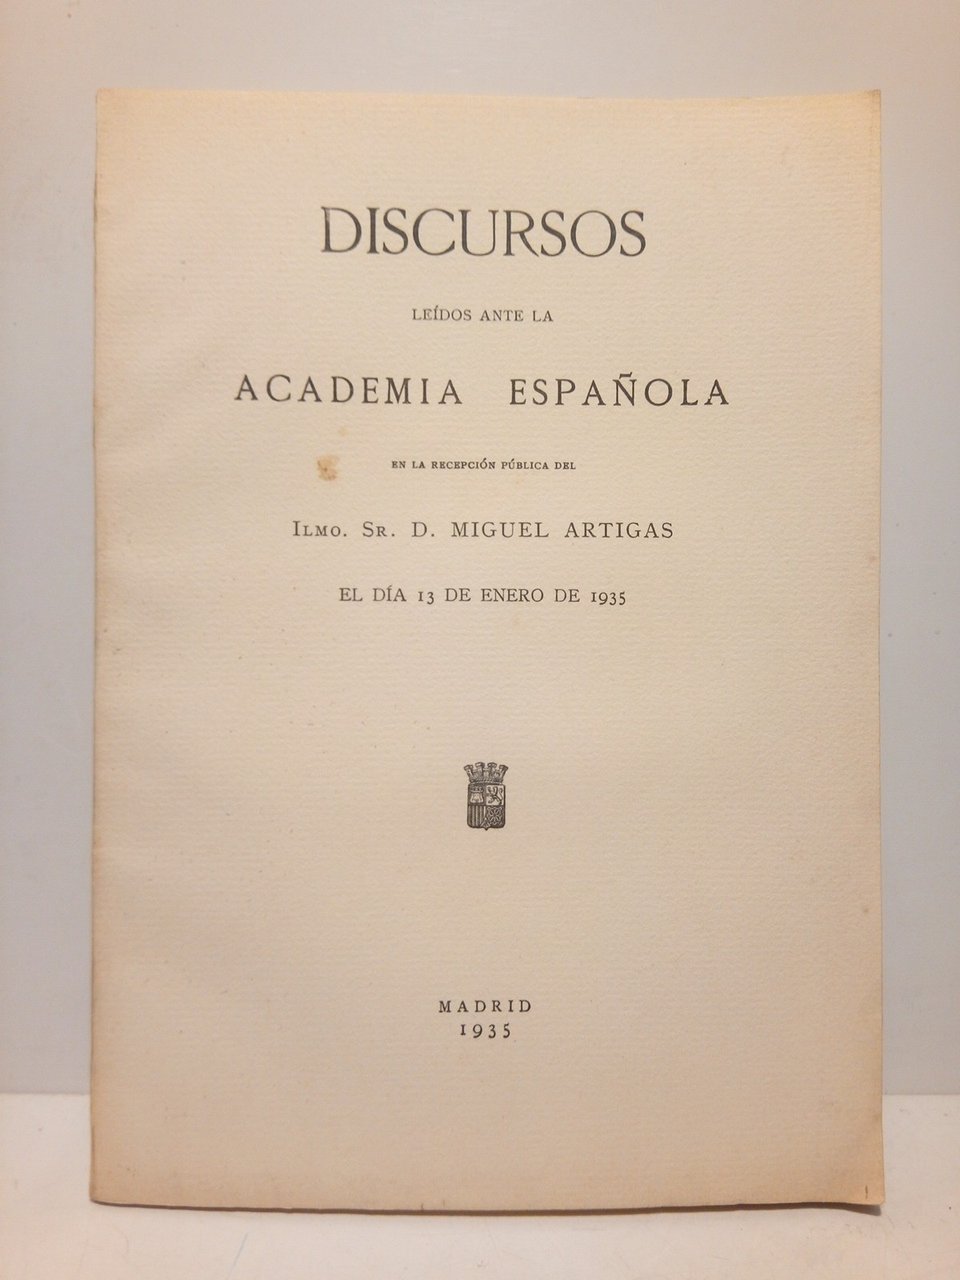 DISCURSOS
LEÍDOS ANTE LA
ACADEMIA ESPAÑOLA
EN LA RECEPCIÓN PÚBLICA DEL
ILMO. SR. D. MIGUEL ARTIGAS
EL DÍA 13 DE ENERO DE 1935
MADRID
1935